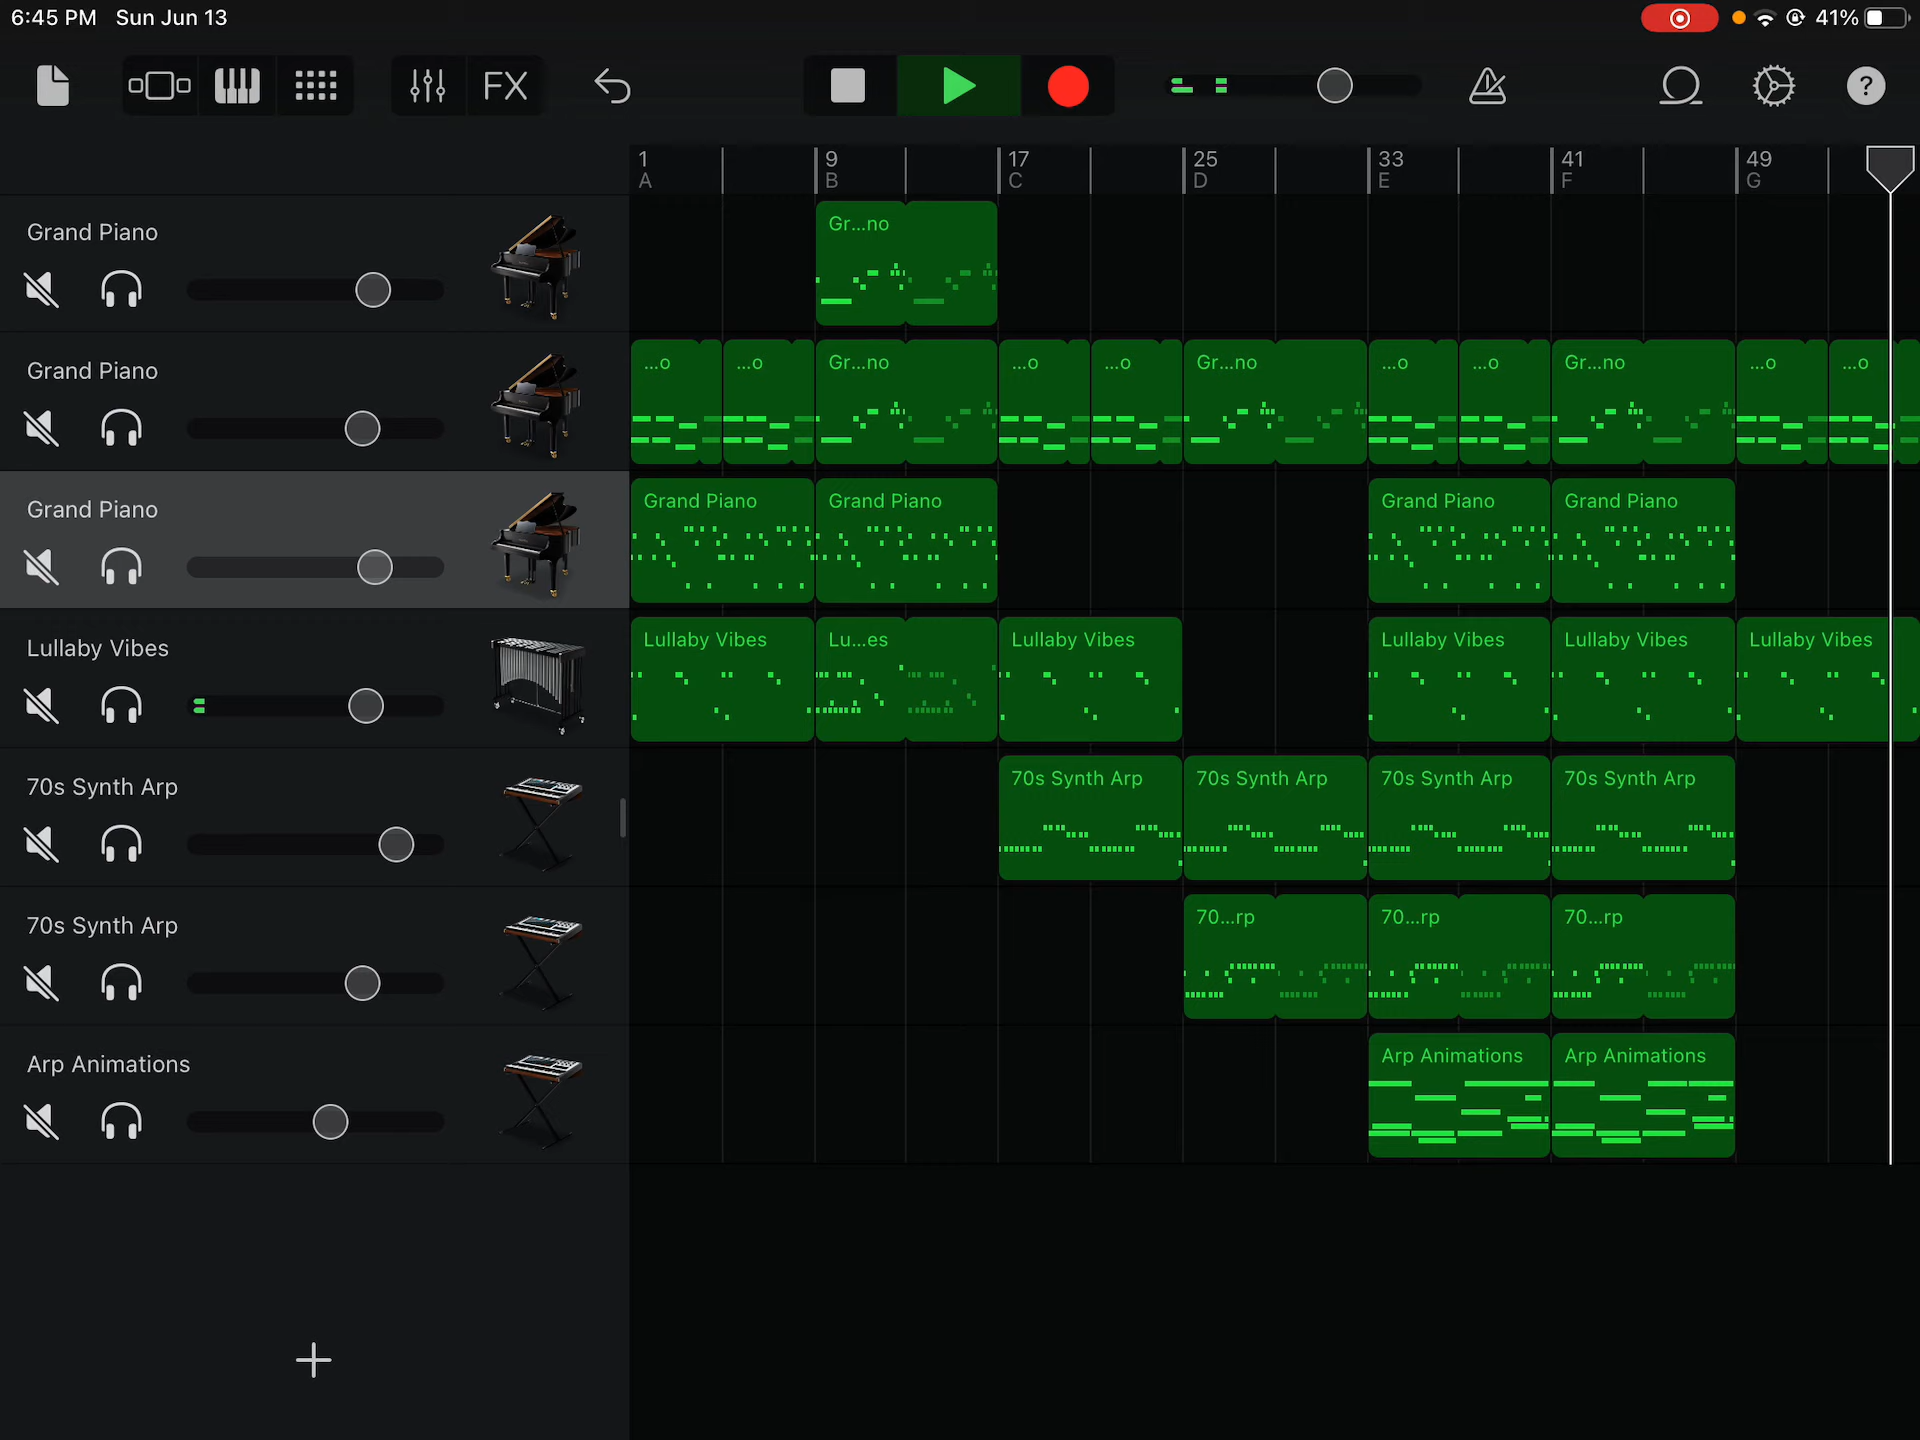 6:45 PM Sun Jun 13 41%
FX ?
1 9 17 25 33 41 49
A B C D E F G
Grand Piano
Gr...no
Grand Piano
...o ...o Gr...no ...o ...o Gr...no ...o ...o Gr...no ...o ...o
Grand Piano
Grand Piano Grand Piano Grand Piano Grand Piano
Lullaby Vibes
Lullaby Vibes Lu...es Lullaby Vibes Lullaby Vibes Lullaby Vibes Lullaby Vibes
70s Synth Arp
70s Synth Arp 70s Synth Arp 70s Synth Arp 70s Synth Arp
70s Synth Arp
70...rp 70...rp 70...rp
Arp Animations
Arp Animations Arp Animations